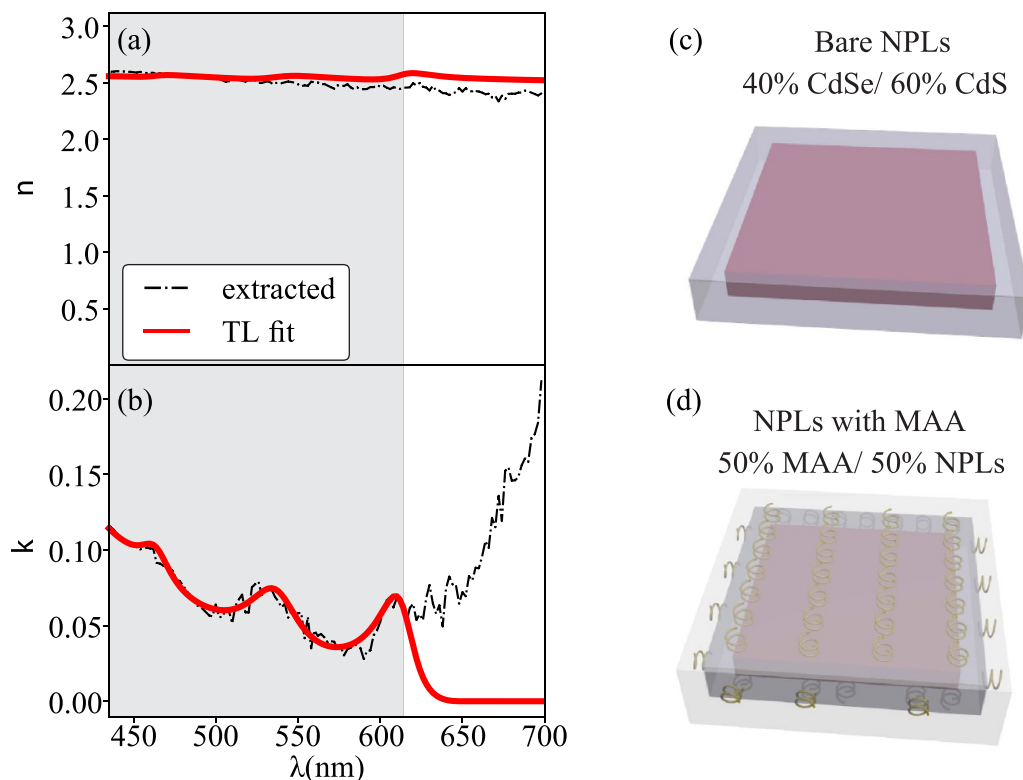 (a)
3.0
2.5
2.0
1.5
1.0
0.5
n
extracted
TL fit
(b)
0.20
0.15
0.10
0.05
0.00
k
450 500 550 600 650 700
λ(nm)
(c)
Bare NPLs
40% CdSe/ 60% CdS
(d)
NPLs with MAA
50% MAA/ 50% NPLs